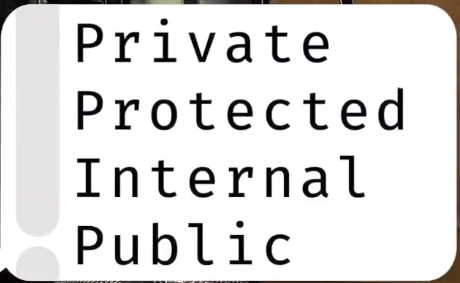 Private
Protected
Internal
Public